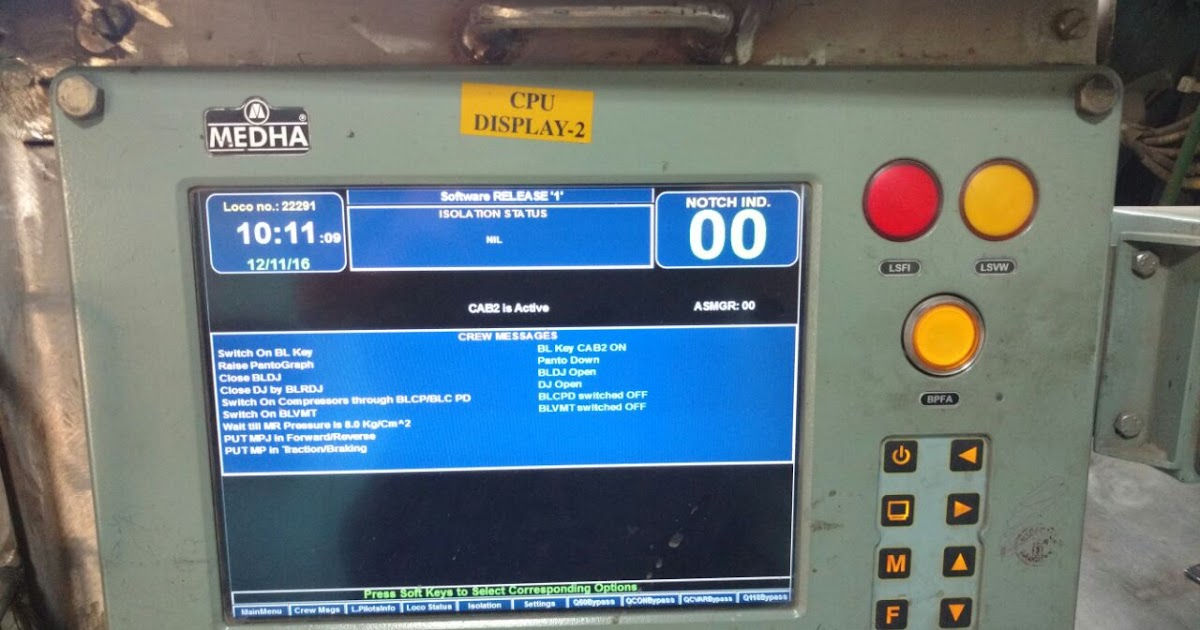 CPU
DISPLAY-2
MEDHA
Loco no.: 22291
10:11:09
12/11/16
Software RELEASE '1'
ISOLATION STATUS
NIL
NOTCH IND.
00
CAB2 is Active
ASMGR: 00
CREW MESSAGES
Switch On BL Key
Raise PantoGraph
Close BLDJ
Close DJ by BLRDJ
Switch On Compressors through BLCP/BLC PD
Switch On BLVMT
Wait till MR Pressure is 8.0 Kg/Cm^2
PUT MPJ in Forward/Reverse
PUT MP in Traction/Braking
BL Key CAB2 ON
Panto Down
BLDJ Open
DJ Open
BLCPD switched OFF
BLVMT switched OFF
Press Soft Keys to Select Corresponding Options
MainMenu Crew Msgs L.PilotsInfo Loco Status Isolation Settings Q50Bypass QCONBypass QCVARBypass Q118Bypass
LSFI
LSVW
BPFA
M
F